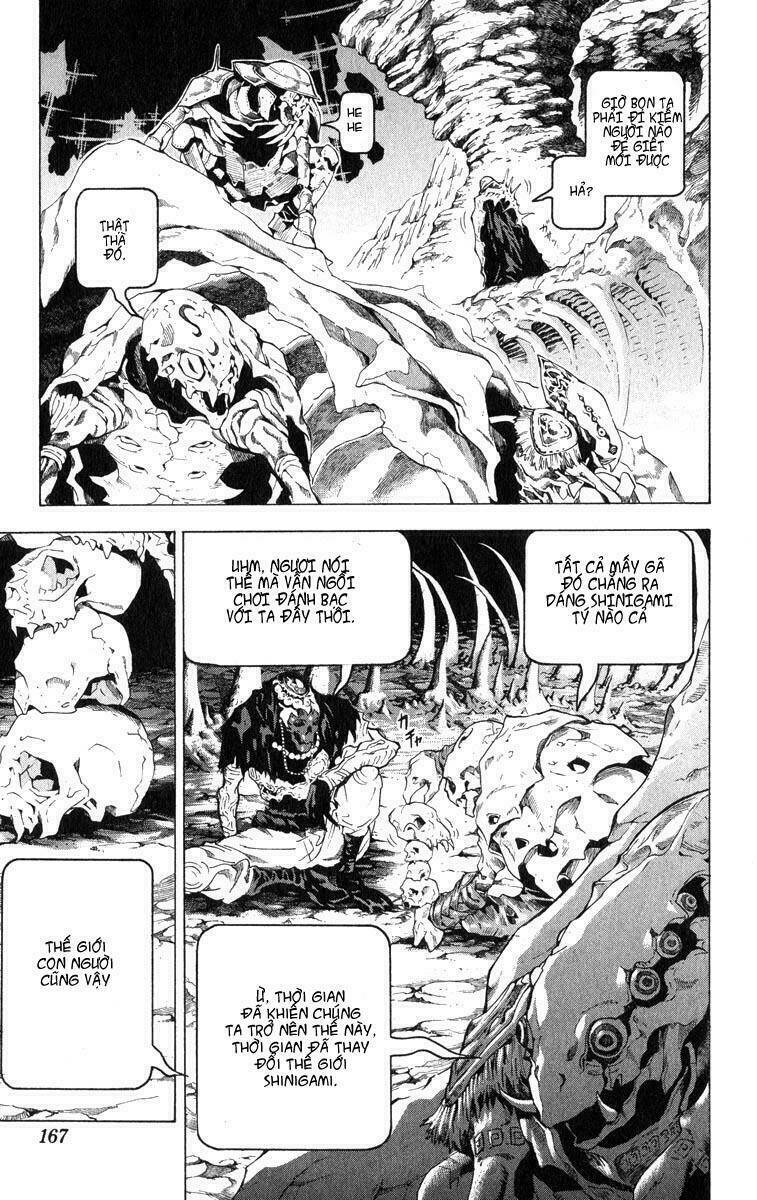 GIỜ BỌN TA
PHẢI ĐI KIẾM
NGƯỜI NÀO
ĐỂ GIẾT
MỚI ĐƯỢC
HẢ?
HE
HE
THẬT
THÀ
ĐÓ.
TẤT CẢ MẤY GÃ
ĐÓ CHẲNG RA
DÁNG SHINIGAMI
TÝ NÀO CẢ
UHM, NGƯƠI NÓI
THẾ MÀ VẪN NGỒI
CHƠI ĐÁNH BẠC
VỚI TA ĐẤY THÔI.
カチャ
Ừ, THỜI GIAN
ĐÃ KHIẾN CHÚNG
TA TRỞ NÊN THẾ NÀY,
THỜI GIAN ĐÃ THAY
ĐỔI THẾ GIỚI
SHINIGAMI.
THẾ GIỚI
CON NGƯỜI
CŨNG VẬY
167